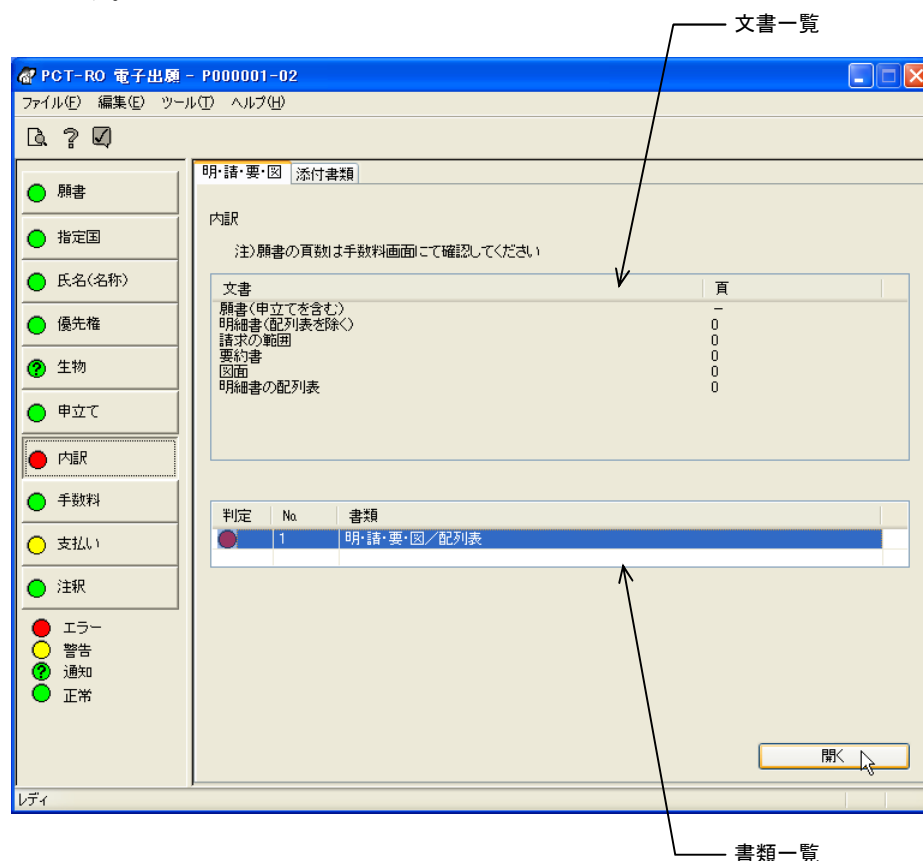 文書一覧
PCT-RO 電子出願 - P000001-02
ファイル(F) 編集(E) ツール(T) ヘルプ(H)
明・請・要・図 添付書類
願書
指定国
氏名(名称)
優先権
生物
申立て
内訳
手数料
支払い
注釈
エラー
警告
通知
正常
内訳
注)願書の頁数は手数料画面にて確認してください
文書 頁
願書(申立てを含む) -
明細書(配列表を除く) 0
請求の範囲 0
要約書 0
図面 0
明細書の配列表 0
判定 No. 書類
1 明・請・要・図/配列表
開く
レディ
書類一覧